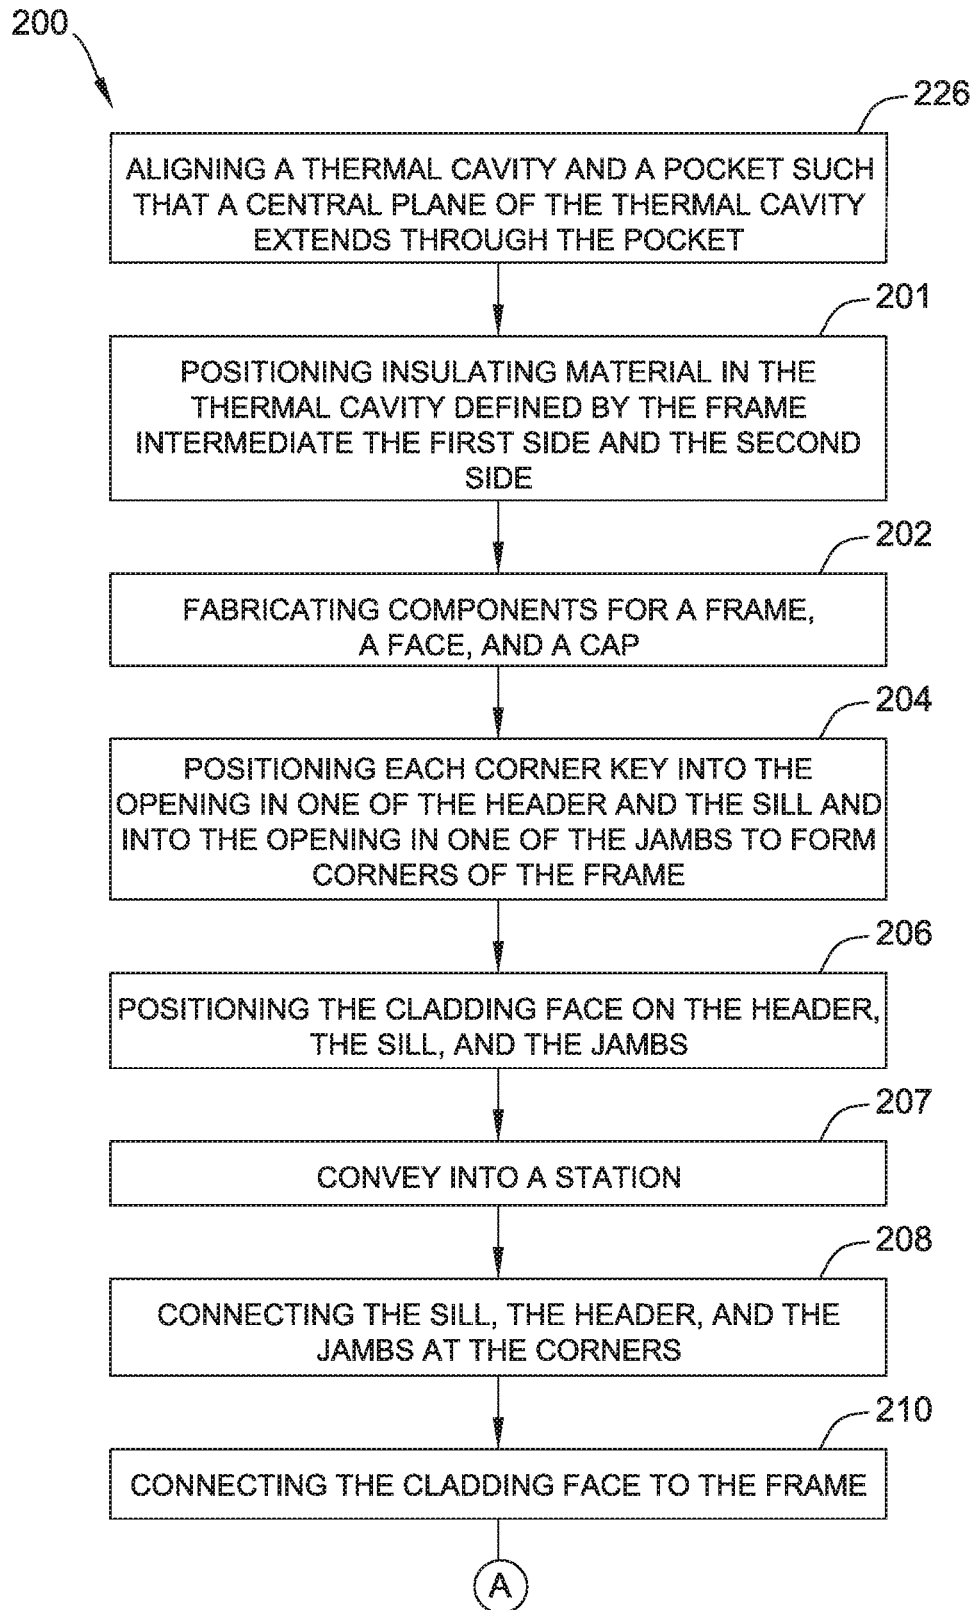 200
226
ALIGNING A THERMAL CAVITY AND A POCKET SUCH
THAT A CENTRAL PLANE OF THE THERMAL CAVITY
EXTENDS THROUGH THE POCKET
201
POSITIONING INSULATING MATERIAL IN THE
THERMAL CAVITY DEFINED BY THE FRAME
INTERMEDIATE THE FIRST SIDE AND THE SECOND
SIDE
202
FABRICATING COMPONENTS FOR A FRAME,
A FACE, AND A CAP
204
POSITIONING EACH CORNER KEY INTO THE
OPENING IN ONE OF THE HEADER AND THE SILL AND
INTO THE OPENING IN ONE OF THE JAMBS TO FORM
CORNERS OF THE FRAME
206
POSITIONING THE CLADDING FACE ON THE HEADER,
THE SILL, AND THE JAMBS
207
CONVEY INTO A STATION
208
CONNECTING THE SILL, THE HEADER, AND THE
JAMBS AT THE CORNERS
210
CONNECTING THE CLADDING FACE TO THE FRAME
A